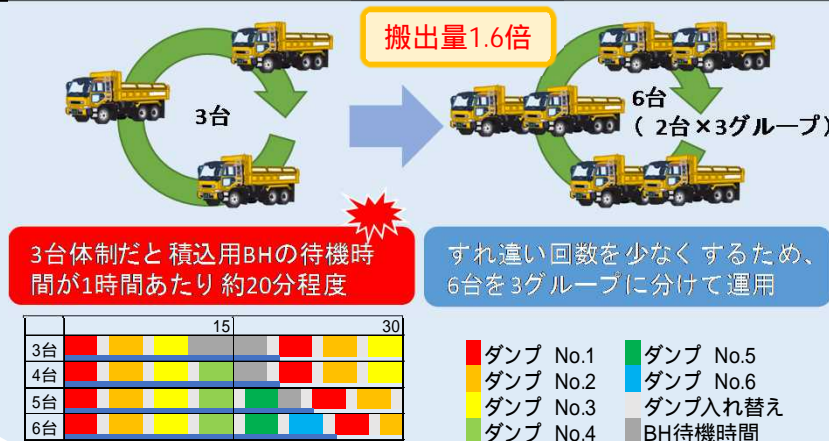 搬出量1.6倍
3台
6台
( 2台×3グループ)
3台体制だと積込用BHの待機時
間が1時間あたり約20分程度
すれ違い回数を少なくするため、
6台を3グループに分けて運用
15 30
3台
4台
5台
6台
ダンプ No.1
ダンプ No.2
ダンプ No.3
ダンプ No.4
ダンプ No.5
ダンプ No.6
ダンプ入れ替え
BH待機時間